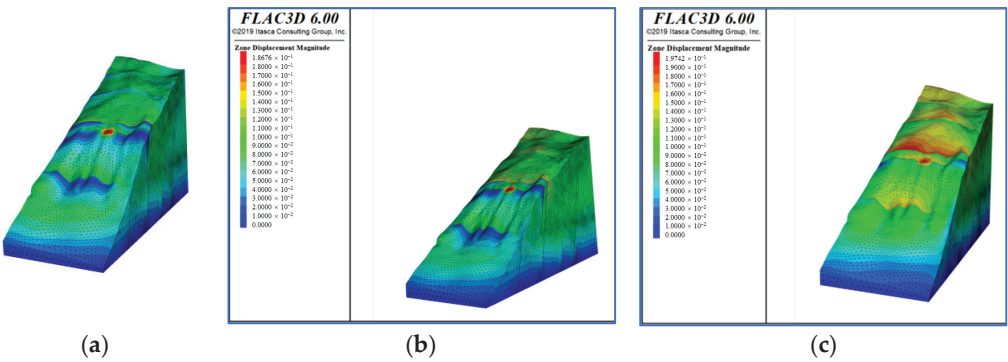 FLAC3D 6.00
©2019 Itasca Consulting Group, Inc.
Zone Displacement Magnitude
1.8676 × 10⁻¹
1.8000 × 10⁻¹
1.7000 × 10⁻¹
1.6000 × 10⁻¹
1.5000 × 10⁻¹
1.4000 × 10⁻¹
1.3000 × 10⁻¹
1.2000 × 10⁻¹
1.1000 × 10⁻¹
1.0000 × 10⁻¹
9.0000 × 10⁻²
8.0000 × 10⁻²
7.0000 × 10⁻²
6.0000 × 10⁻²
5.0000 × 10⁻²
4.0000 × 10⁻²
3.0000 × 10⁻²
2.0000 × 10⁻²
1.0000 × 10⁻²
0.0000
FLAC3D 6.00
©2019 Itasca Consulting Group, Inc.
Zone Displacement Magnitude
1.9742 × 10⁻¹
1.9000 × 10⁻¹
1.8000 × 10⁻¹
1.7000 × 10⁻¹
1.6000 × 10⁻¹
1.5000 × 10⁻¹
1.4000 × 10⁻¹
1.3000 × 10⁻¹
1.2000 × 10⁻¹
1.1000 × 10⁻¹
1.0000 × 10⁻¹
9.0000 × 10⁻²
8.0000 × 10⁻²
7.0000 × 10⁻²
6.0000 × 10⁻²
5.0000 × 10⁻²
4.0000 × 10⁻²
3.0000 × 10⁻²
2.0000 × 10⁻²
1.0000 × 10⁻²
0.0000
(a)
(b)
(c)